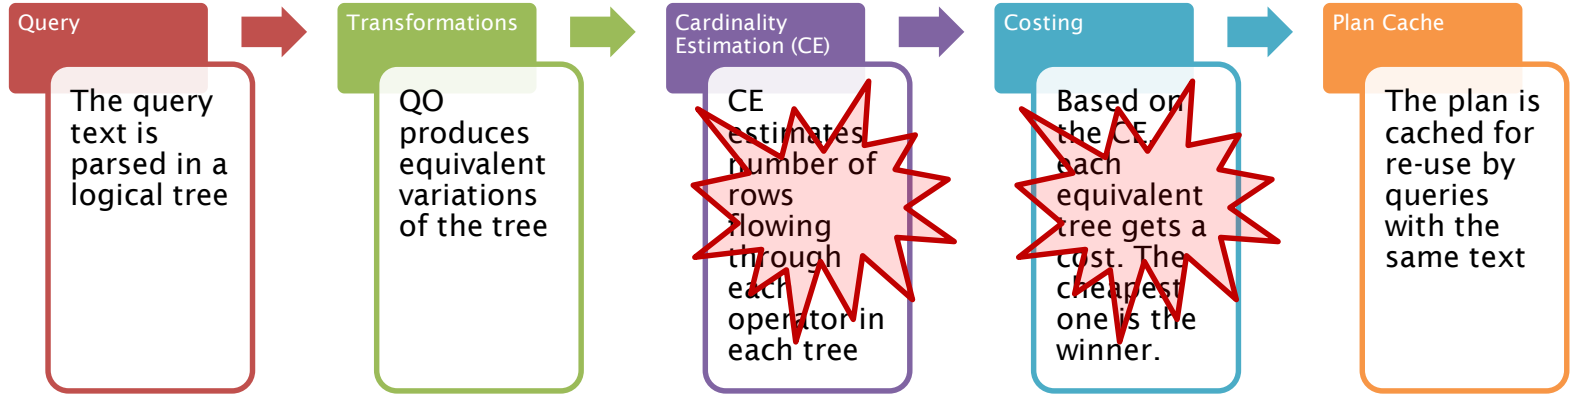 Query
The query
text is
parsed in a
logical tree
Transformations
QO
produces
equivalent
variations
of the tree
Cardinality
Estimation (CE)
CE
estimates
number of
rows
flowing
through
each
operator in
each tree
Costing
Based on
the CE,
each
equivalent
tree gets a
cost. The
cheapest
one is the
winner.
Plan Cache
The plan is
cached for
re-use by
queries
with the
same text